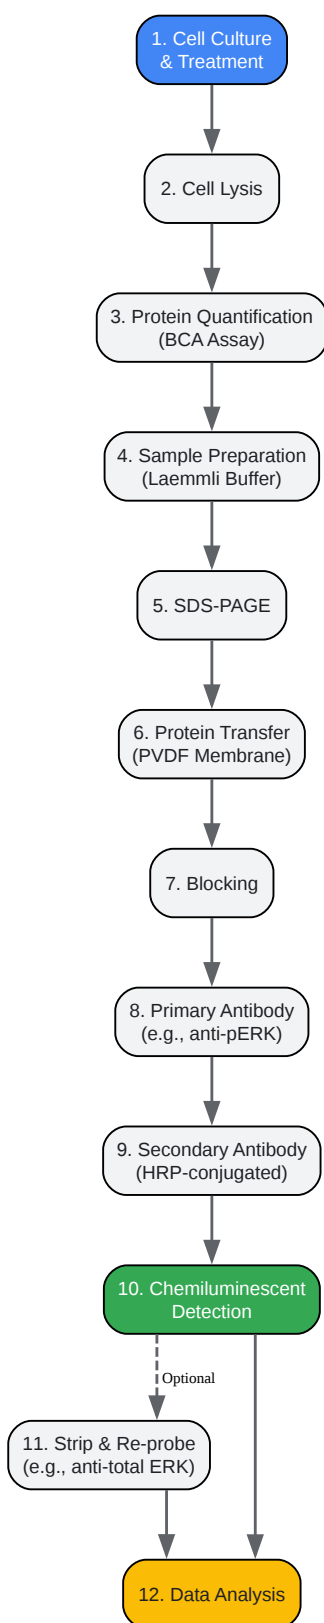 1. Cell Culture
& Treatment
2. Cell Lysis
3. Protein Quantification
(BCA Assay)
4. Sample Preparation
(Laemmli Buffer)
5. SDS-PAGE
6. Protein Transfer
(PVDF Membrane)
7. Blocking
8. Primary Antibody
(e.g., anti-pERK)
9. Secondary Antibody
(HRP-conjugated)
10. Chemiluminescent
Detection
Optional
11. Strip & Re-probe
(e.g., anti-total ERK)
12. Data Analysis